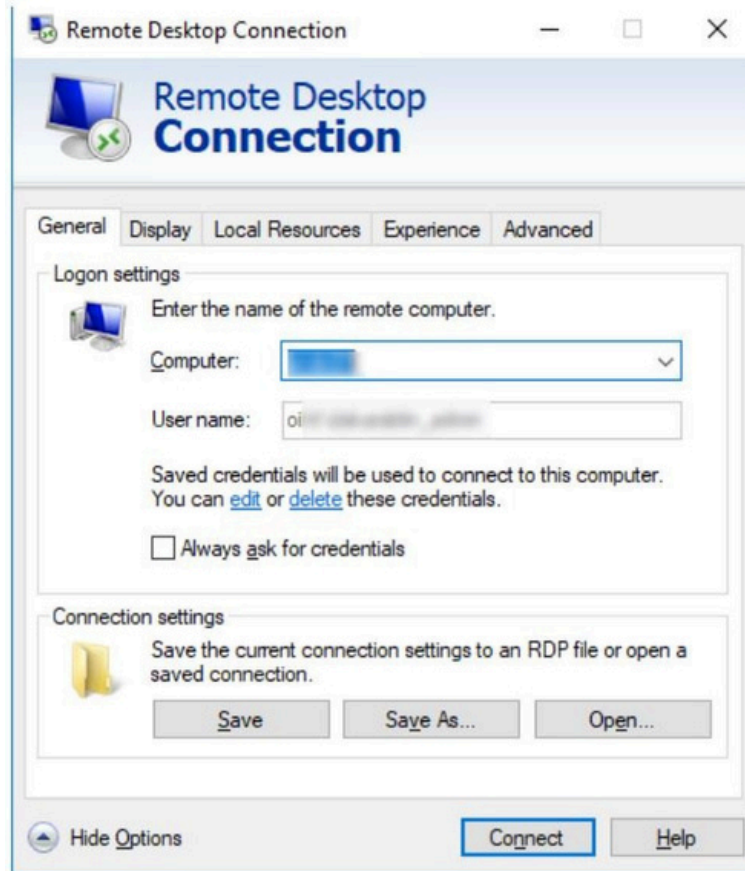 Remote Desktop Connection
Remote Desktop
Connection
General Display Local Resources Experience Advanced
Logon settings
Enter the name of the remote computer.
Computer:
User name:
Saved credentials will be used to connect to this computer.
You can edit or delete these credentials.
Always ask for credentials
Connection settings
Save the current connection settings to an RDP file or open a
saved connection.
Save Save As... Open...
Hide Options Connect Help